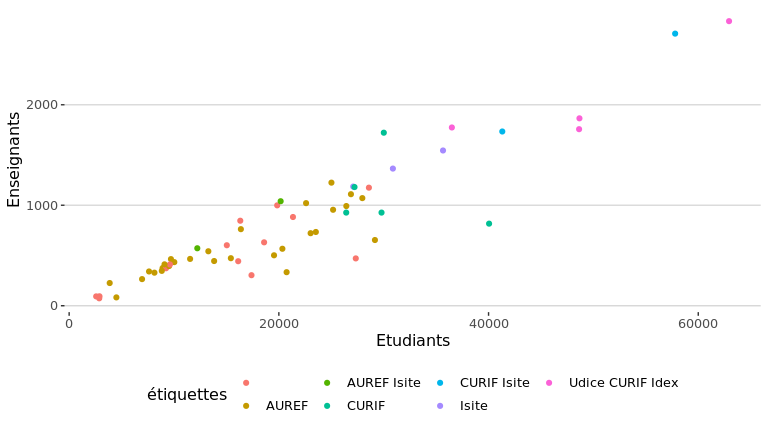 Enseignants
2000
1000
0
0 20000 40000 60000
Etudiants
étiquettes
AUREF Isite CURIF Isite Udice CURIF Idex
AUREF CURIF Isite